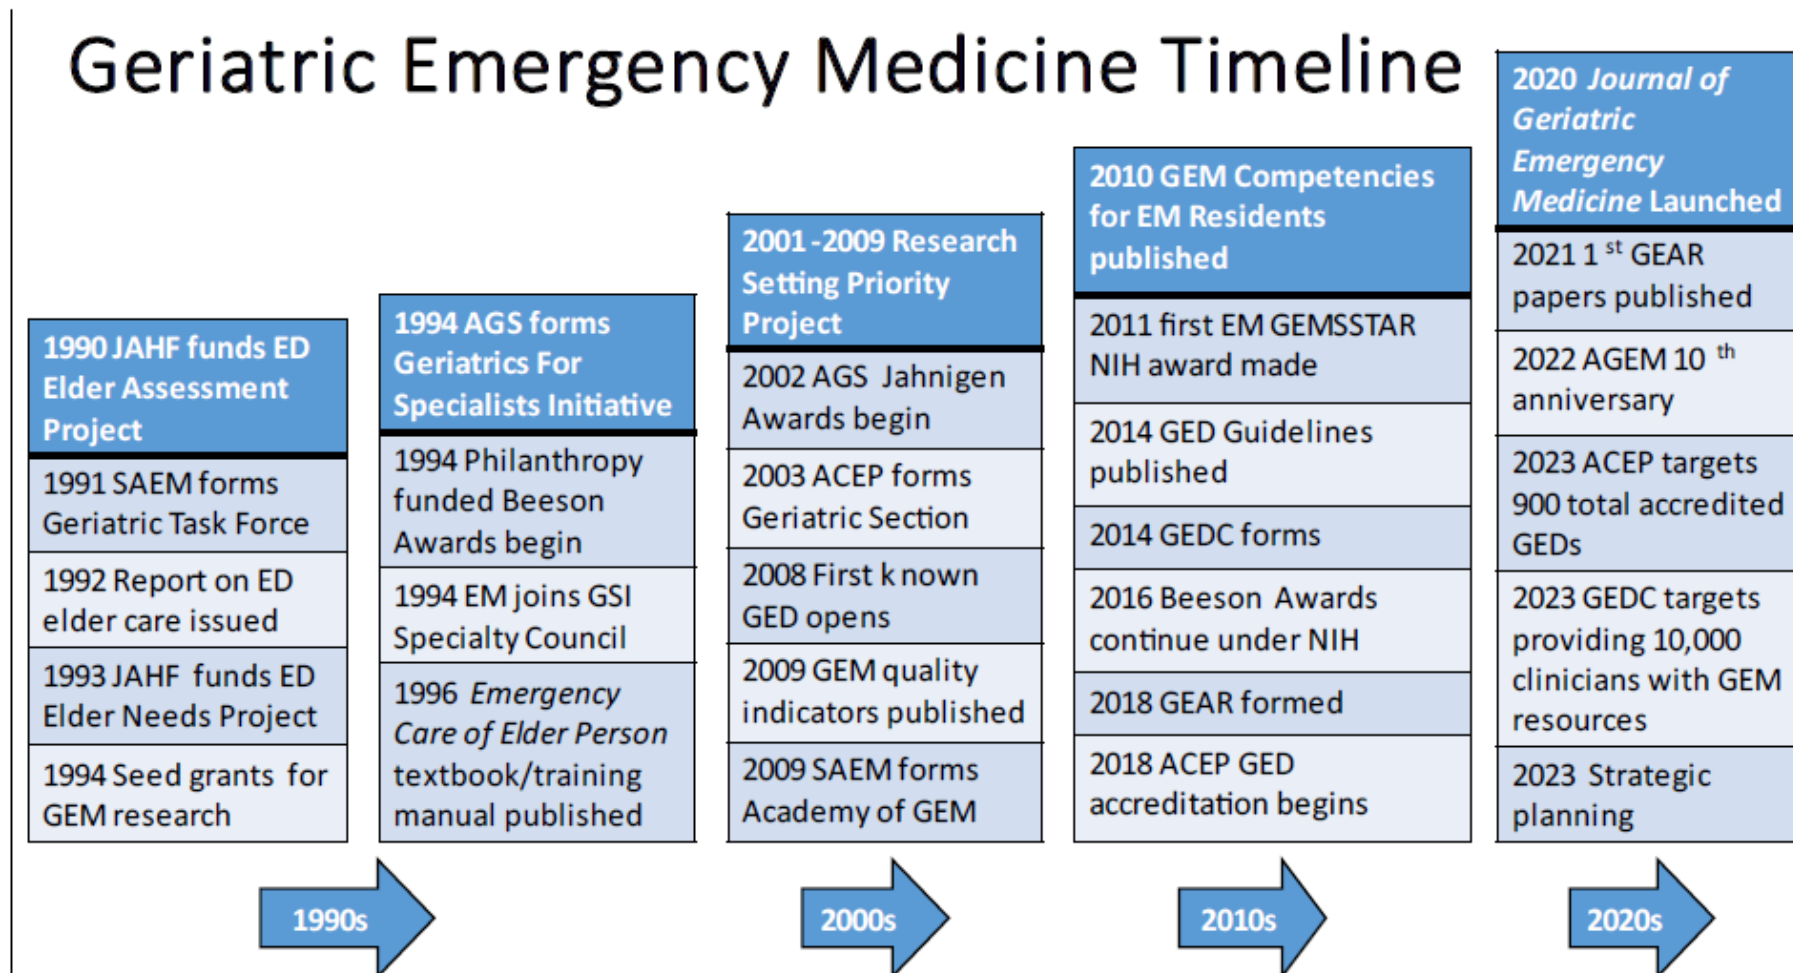 Geriatric Emergency Medicine Timeline
1990 JAHF funds ED
Elder Assessment
Project
1991 SAEM forms
Geriatric Task Force
1992 Report on ED
elder care issued
1993 JAHF funds ED
Elder Needs Project
1994 Seed grants for
GEM research
1994 AGS forms
Geriatrics For
Specialists Initiative
1994 Philanthropy
funded Beeson
Awards begin
1994 EM joins GSI
Specialty Council
1996 Emergency
Care of Elder Person
textbook/training
manual published
2001-2009 Research
Setting Priority
Project
2002 AGS Jahnigen
Awards begin
2003 ACEP forms
Geriatric Section
2008 First k nown
GED opens
2009 GEM quality
indicators published
2009 SAEM forms
Academy of GEM
2010 GEM Competencies
for EM Residents
published
2011 first EM GEMSSTAR
NIH award made
2014 GED Guidelines
published
2014 GEDC forms
2016 Beeson Awards
continue under NIH
2018 GEAR formed
2018 ACEP GED
accreditation begins
2020 Journal of
Geriatric
Emergency
Medicine Launched
2021 1 st GEAR
papers published
2022 AGEM 10 th
anniversary
2023 ACEP targets
900 total accredited
GEDs
2023 GEDC targets
providing 10,000
clinicians with GEM
resources
2023 Strategic
planning
1990s
2000s
2010s
2020s